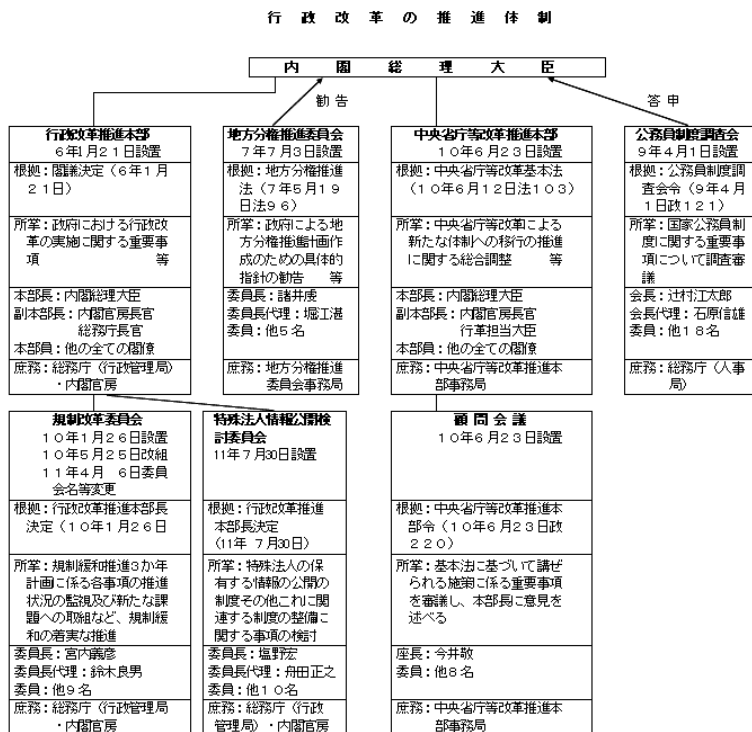 行政改革の推進体制
内閣総理大臣
勧告
答申
行政改革推進本部
６年1月２１日設置
根拠：閣議決定（６年１月
２１日）
所掌：政府における行政改
革の実施に関する重要事
項　　　　　　　等
本部長：内閣総理大臣
副本部長：内閣官房長官
総務庁長官
本部員：他の全ての閣僚
庶務：総務庁（行政管理局）
・内閣官房
地方分権推進委員会
７年７月３日設置
根拠：地方分権推進
法（７年５月１９
日法９６）
所掌：政府による地
方分権推進計画作
成のための具体的
指針の勧告　等
委員長：諸井虔
委員長代理：堀江湛
委員：他５名
庶務：地方分権推進
委員会事務局
中央省庁等改革推進本部
１０年６月２３日設置
根拠：中央省庁等改革基本法
（１０年６月１２日法１０３）
所掌：中央省庁等改革による
新たな体制への移行の推進
に関する総合調整　　等
本部長：内閣総理大臣
副本部長：内閣官房長官
行革担当大臣
本部員：他の全ての閣僚
庶務：中央省庁等改革推進本
部事務局
公務員制度調査会
９年４月１日設置
根拠：公務員制度調
査会令（９年４月
１日政１２１）
所掌：国家公務員制
度に関する重要事
項について調査審
議
会長：辻村江太郎
会長代理：石原信雄
委員：他１８名
庶務：総務庁（人事
局）
規制改革委員会
１０年１月２６日設置
１０年５月２５日改組
１１年４月　６日委員
会名等変更
根拠：行政改革推進本部長
決定（１０年１月２６日
所掌：規制緩和推進３か年
計画に係る各事項の推進
状況の監視及び新たな課
題への取組など、規制緩
和の着実な推進
委員長：宮内義彦
委員長代理：鈴木良男
委員：他９名
庶務：総務庁（行政管理局
・内閣官房
特殊法人情報公開検
討委員会
11年７月30日設置
根拠：行政改革推進
本部長決定
(11年 ７月30日)
所掌：特殊法人の保
有する情報の公開の
制度その他これに関
連する制度の整備に
関する事項の検討
委員長：塩野宏
委員長代理：舟田正之
委員：他１０名
庶務：総務庁（行政
管理局）・内閣官房
顧問会議
１０年６月２３日設置
根拠：中央省庁等改革推進本
部令（１０年６月２３日政
２２０）
所掌：基本法に基づいて講ぜ
られる施策に係る重要事項
を審議し、本部長に意見を
述べる
座長：今井敬
委員：他８名
庶務：中央省庁等改革推進本
部事務局